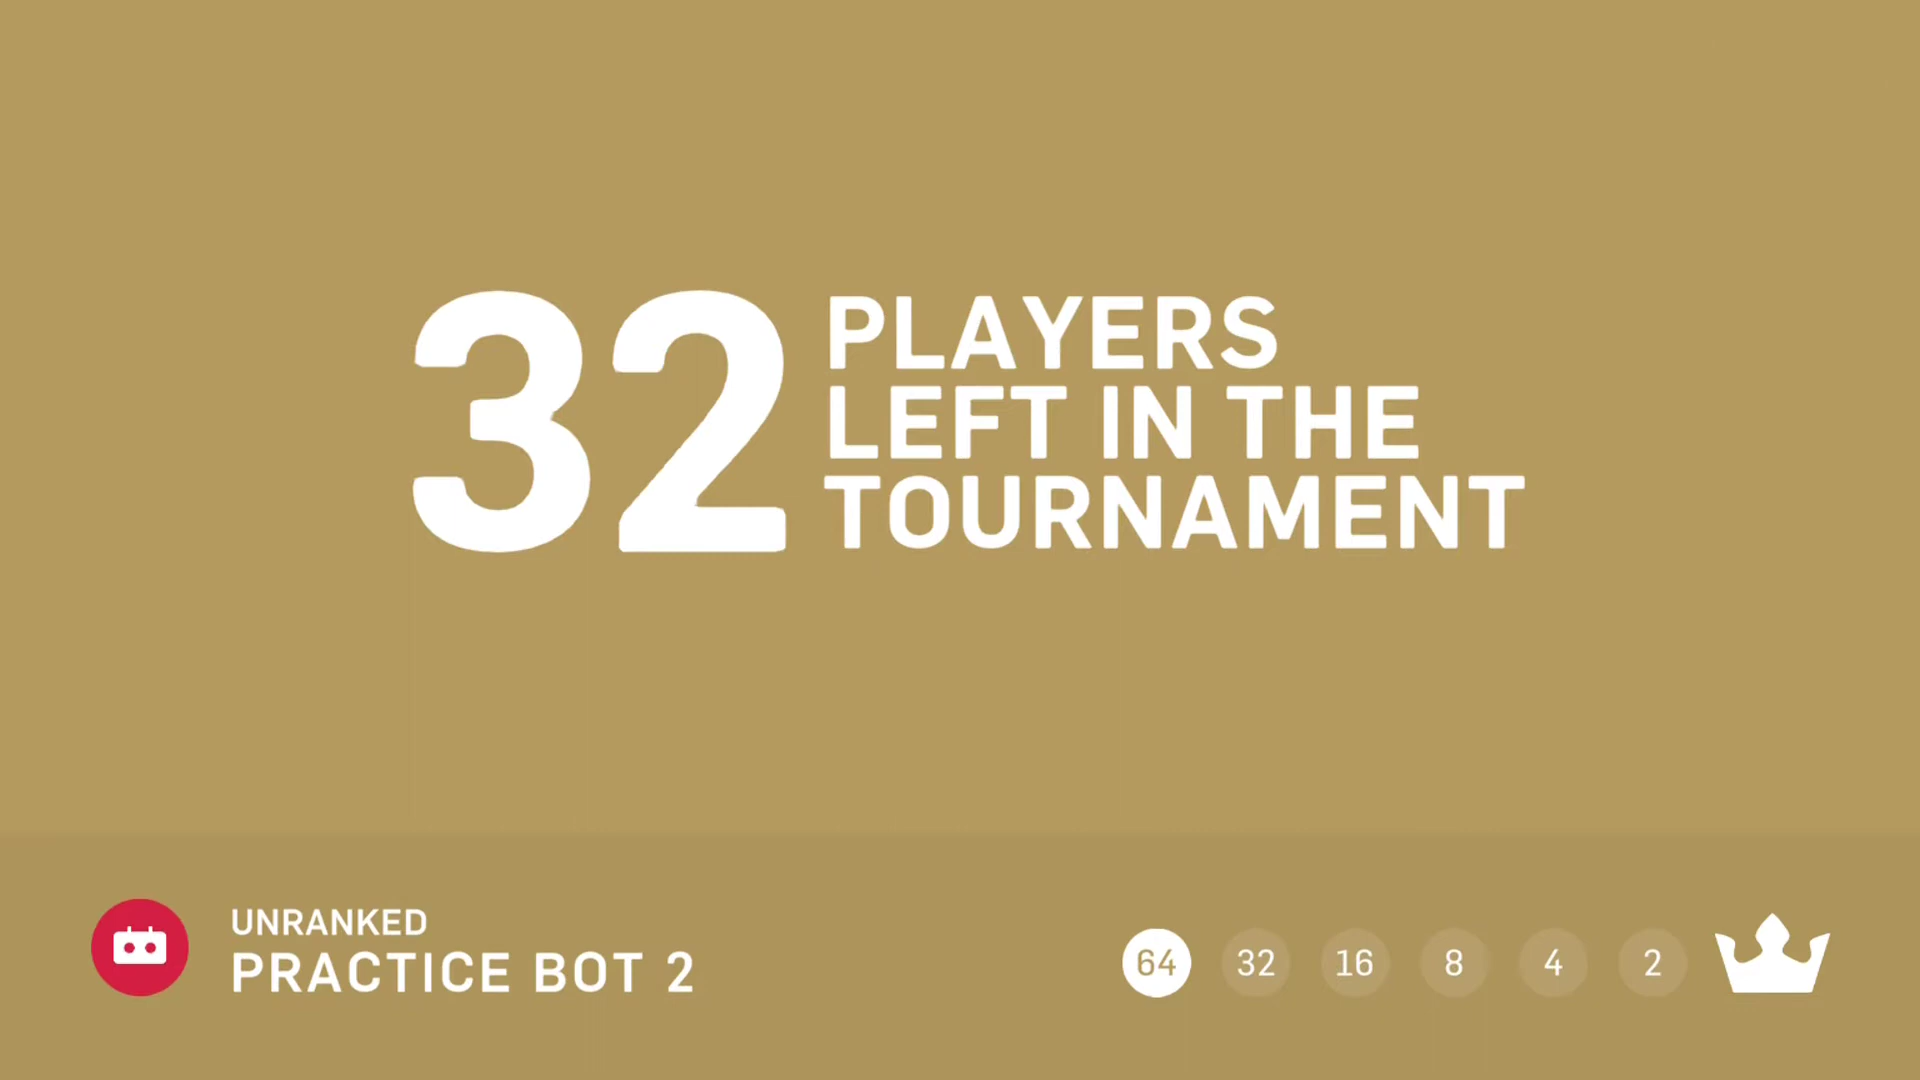 32
PLAYERS
LEFT IN THE
TOURNAMENT
UNRANKED
PRACTICE BOT 2
64 32 16 8 4 2